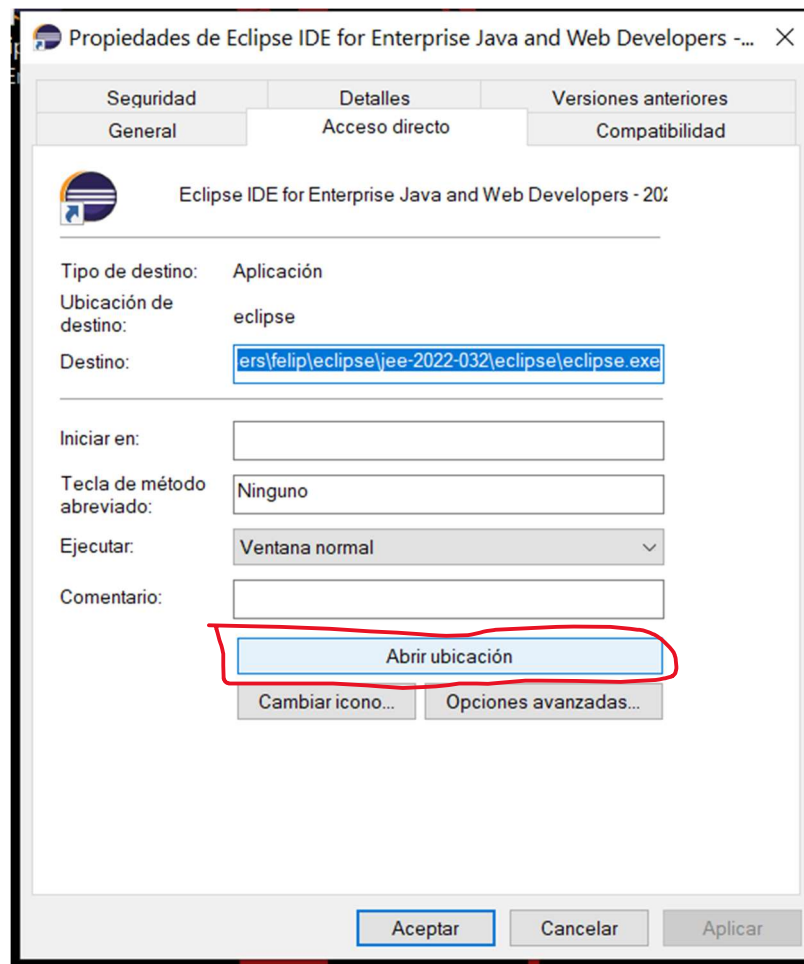 Propiedades de Eclipse IDE for Enterprise Java and Web Developers -...
Seguridad Detalles Versiones anteriores
General Acceso directo Compatibilidad
Eclipse IDE for Enterprise Java and Web Developers - 202
Tipo de destino: Aplicación
Ubicación de
destino: eclipse
Destino: ers\felip\eclipse\jee-2022-032\eclipse\eclipse.exe
Iniciar en:
Tecla de método
abreviado: Ninguno
Ejecutar: Ventana normal
Comentario:
Abrir ubicación
Cambiar icono... Opciones avanzadas...
Aceptar Cancelar Aplicar